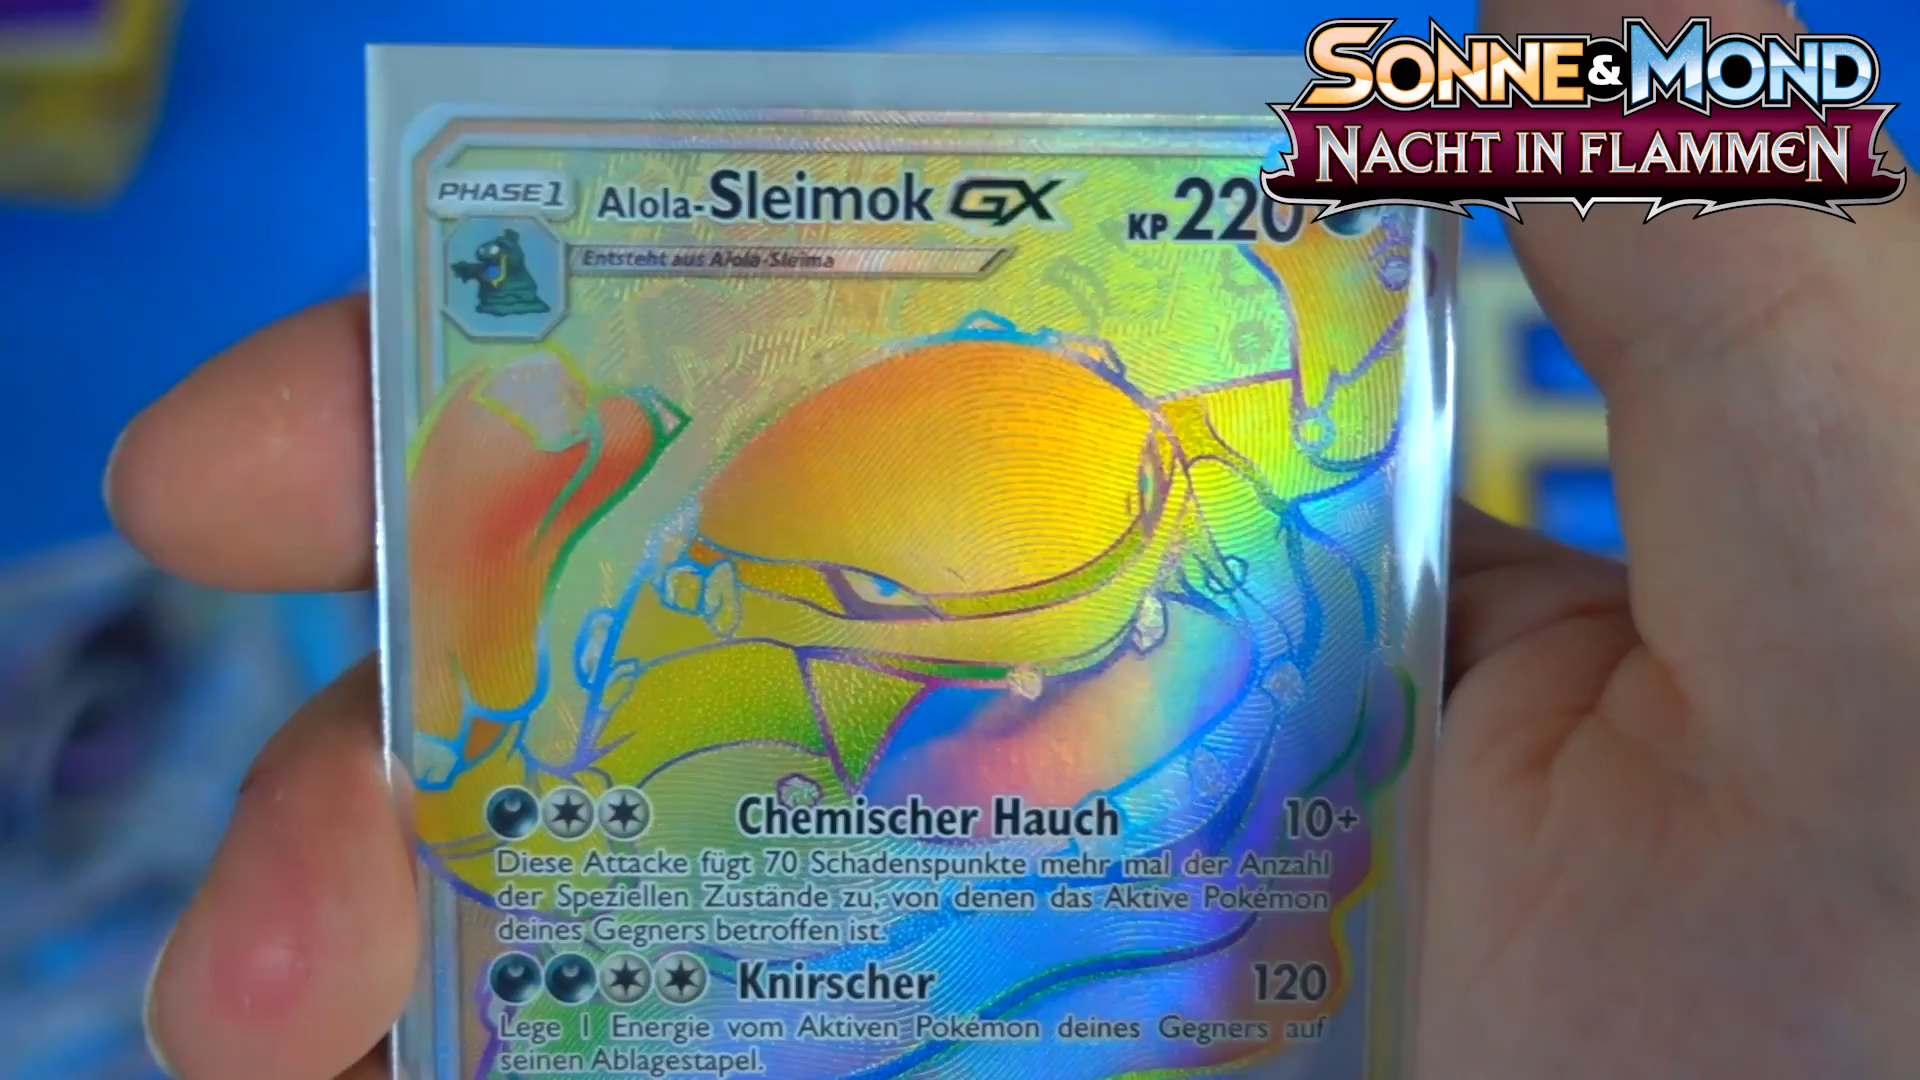 SONNE & MOND
NACHT IN FLAMMEN
PHASE 1 Alola-Sleimok GX KP 220
Entsteht aus Alola-Sleima
Chemischer Hauch 10+
Diese Attacke fügt 70 Schadenspunkte mehr mal der Anzahl
der Speziellen Zustände zu, von denen das Aktive Pokémon
deines Gegners betroffen ist.
Knirscher 120
Lege 1 Energie vom Aktiven Pokémon deines Gegners auf
seinen Ablagestapel.